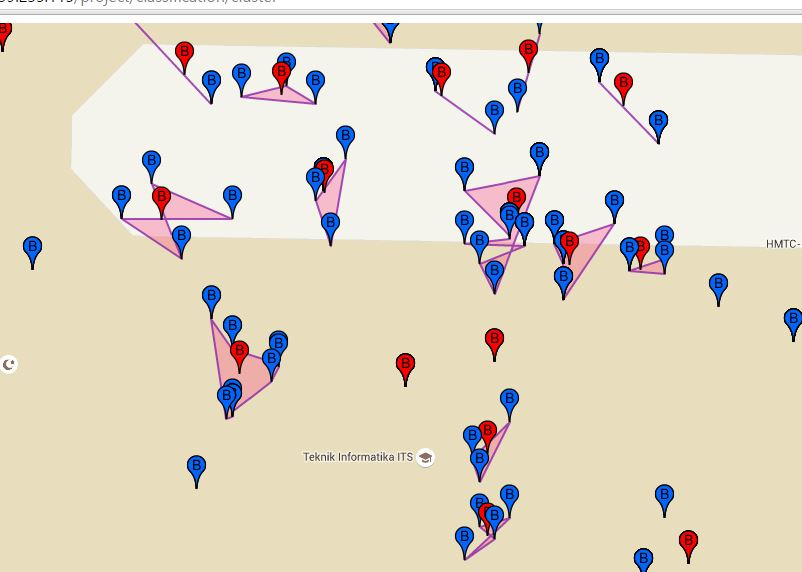 /project/classification/cluster
HMTC-
Teknik Informatika ITS